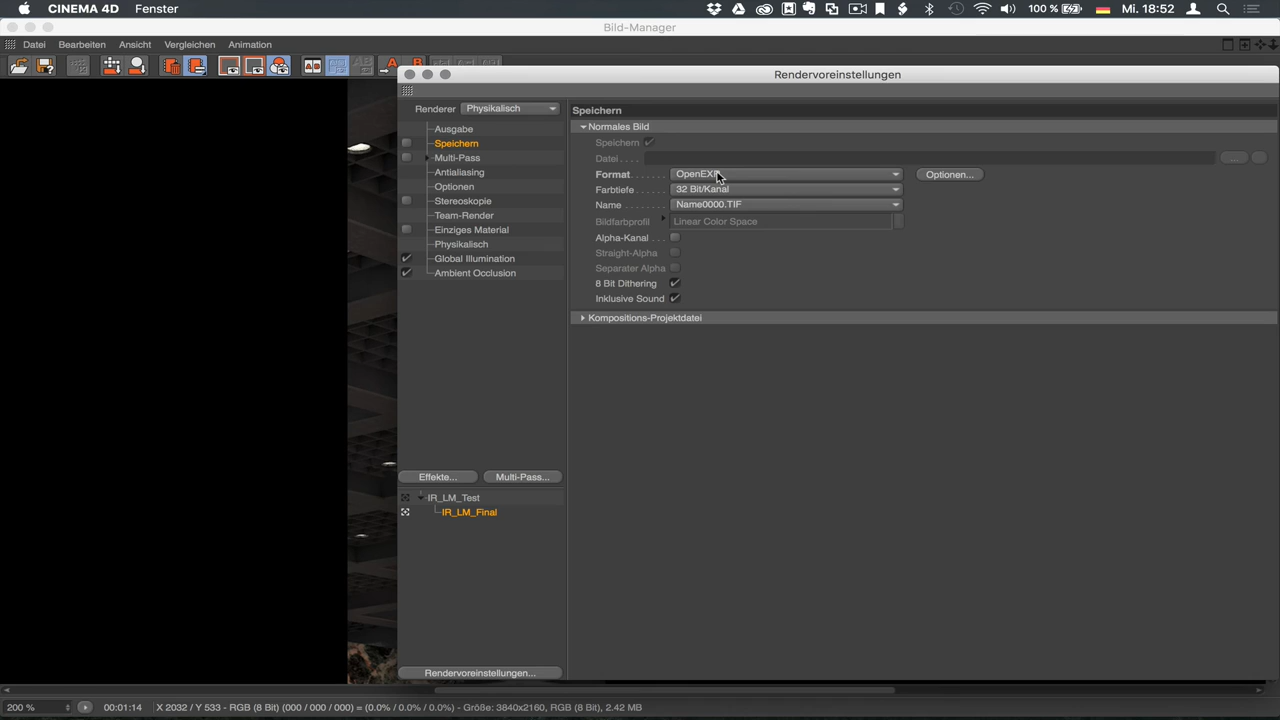 CINEMA 4D Fenster 100 % Mi. 18:52
Bild-Manager
Datei Bearbeiten Ansicht Vergleichen Animation
Rendervoreinstellungen
Renderer Physikalisch
Ausgabe
Speichern
Multi-Pass
Antialiasing
Optionen
Stereoskopie
Team-Render
Einziges Material
Physikalisch
Global Illumination
Ambient Occlusion
Effekte... Multi-Pass...
IR_LM_Test
IR_LM_Final
Rendervoreinstellungen...
Speichern
Normales Bild
Speichern
Datei . . . . ...
Format . . . . . . . OpenEXR Optionen...
Farbtiefe . . . . . . 32 Bit/Kanal
Name . . . . . . . . Name0000.TIF
Bildfarbprofil Linear Color Space
Alpha-Kanal . . .
Straight-Alpha
Separater Alpha
8 Bit Dithering
Inklusive Sound
Kompositions-Projektdatei
200 % 00:01:14 X 2032 / Y 533 - RGB (8 Bit) (000 / 000 / 000) = (0.0% / 0.0% / 0.0%) - Größe: 3840x2160, RGB (8 Bit), 2.42 MB